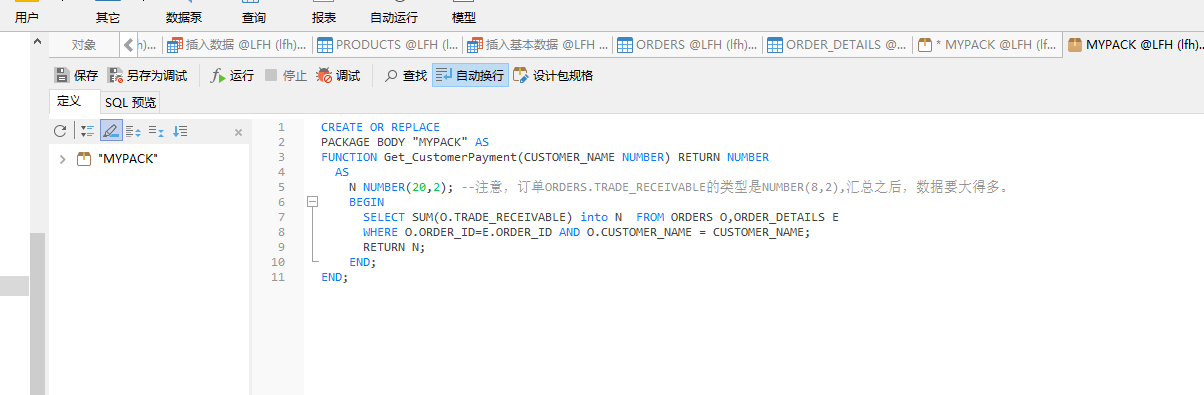 用户 其它 数据泵 查询 报表 自动运行 模型
对象 h)... 插入数据 @LFH (lfh)... PRODUCTS @LFH (l... 插入基本数据 @LFH ... ORDERS @LFH (lfh)... ORDER_DETAILS @... * MYPACK @LFH (lf... MYPACK @LFH (lfh)...
保存 另存为调试 运行 停止 调试 查找 自动换行 设计包规格
定义 SQL 预览
"MYPACK"
1 CREATE OR REPLACE
2 PACKAGE BODY "MYPACK" AS
3 FUNCTION Get_CustomerPayment(CUSTOMER_NAME NUMBER) RETURN NUMBER
4 AS
5 N NUMBER(20,2); --注意，订单ORDERS.TRADE_RECEIVABLE的类型是NUMBER(8,2),汇总之后，数据要大得多。
6 BEGIN
7 SELECT SUM(O.TRADE_RECEIVABLE) into N  FROM ORDERS O,ORDER_DETAILS E
8 WHERE O.ORDER_ID=E.ORDER_ID AND O.CUSTOMER_NAME = CUSTOMER_NAME;
9 RETURN N;
10 END;
11 END;